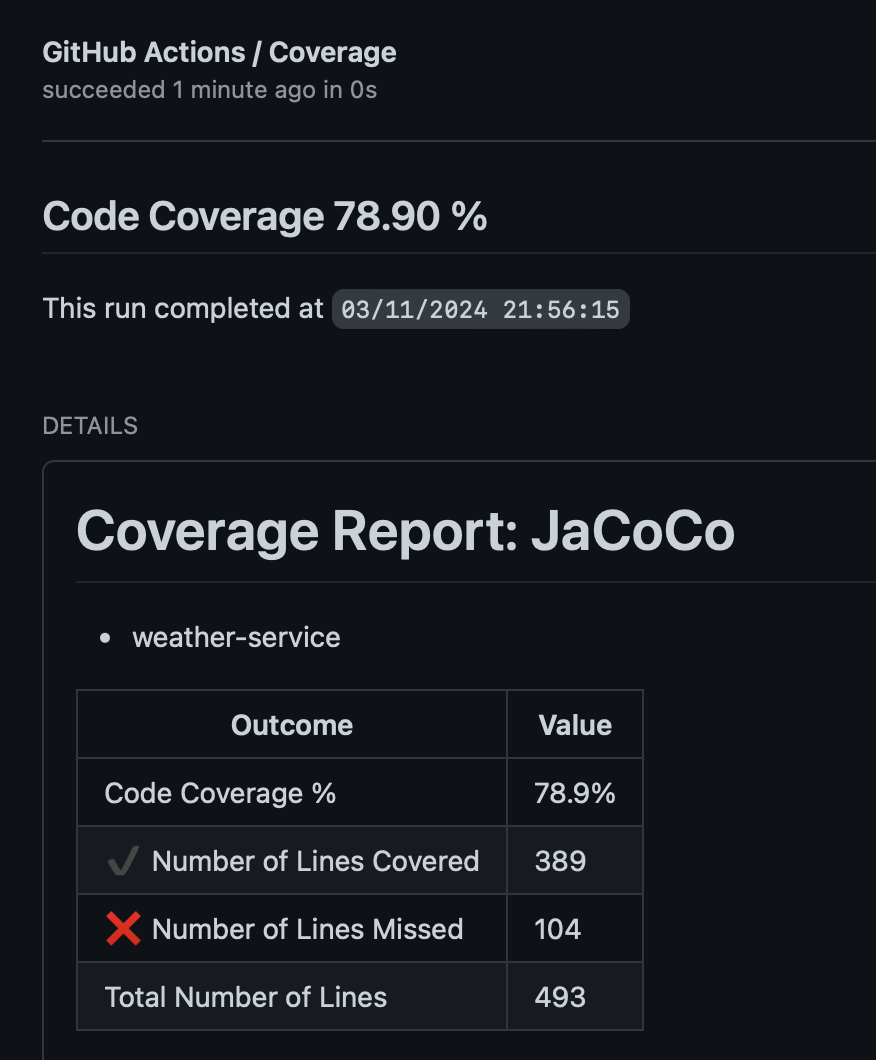 GitHub Actions / Coverage
succeeded 1 minute ago in 0s
Code Coverage 78.90 %
This run completed at 03/11/2024 21:56:15
DETAILS
Coverage Report: JaCoCo
• weather-service
Outcome Value
Code Coverage % 78.9%
✔️ Number of Lines Covered 389
❌ Number of Lines Missed 104
Total Number of Lines 493